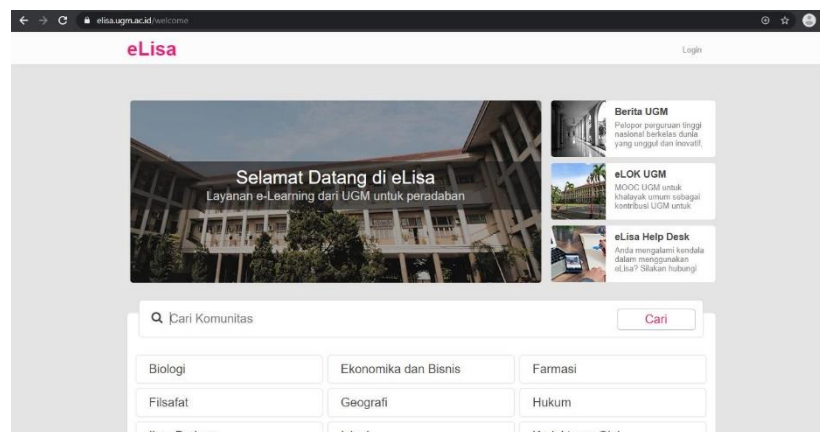 elisa.ugm.ac.id/welcome
eLisa
Login
Selamat Datang di eLisa
Layanan e-Learning dari UGM untuk peradaban
Berita UGM
Pelopor perguruan tinggi
nasional berkelas dunia
yang unggul dan inovatif,
eLOK UGM
MOOC UGM untuk
khalayak umum sebagai
kontribusi UGM untuk
eLisa Help Desk
Anda mengalami kendala
dalam menggunakan
eLisa? Silakan hubungi
Cari Komunitas
Cari
Biologi
Ekonomika dan Bisnis
Farmasi
Filsafat
Geografi
Hukum